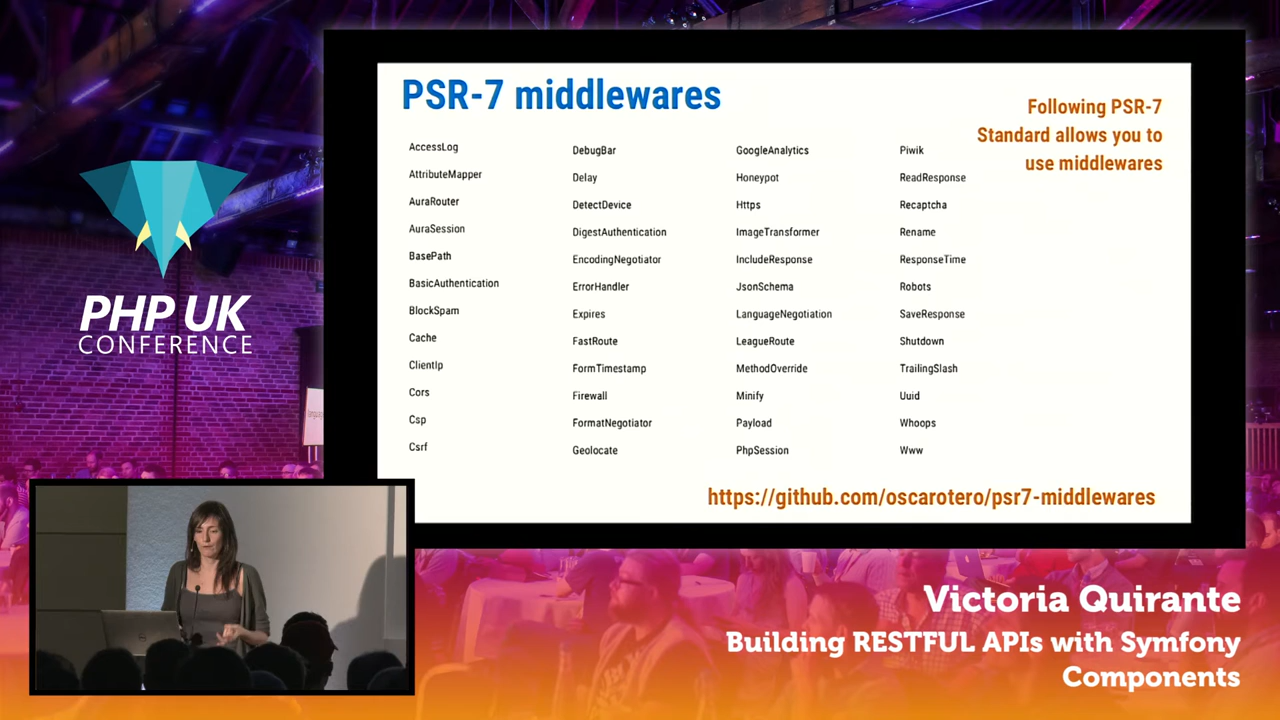 PSR-7 middlewares
Following PSR-7
Standard allows you to
use middlewares
AccessLog
AttributeMapper
AuraRouter
AuraSession
BasePath
BasicAuthentication
BlockSpam
Cache
ClientIp
Cors
Csp
Csrf
DebugBar
Delay
DetectDevice
DigestAuthentication
EncodingNegotiator
ErrorHandler
Expires
FastRoute
FormTimestamp
Firewall
FormatNegotiator
Geolocate
GoogleAnalytics
Honeypot
Https
ImageTransformer
IncludeResponse
JsonSchema
LanguageNegotiation
LeagueRoute
MethodOverride
Minify
Payload
PhpSession
Piwik
ReadResponse
Recaptcha
Rename
ResponseTime
Robots
SaveResponse
Shutdown
TrailingSlash
Uuid
Whoops
Www
https://github.com/oscarotero/psr7-middlewares
PHP UK
CONFERENCE
Victoria Quirante
Building RESTFUL APIs with Symfony
Components